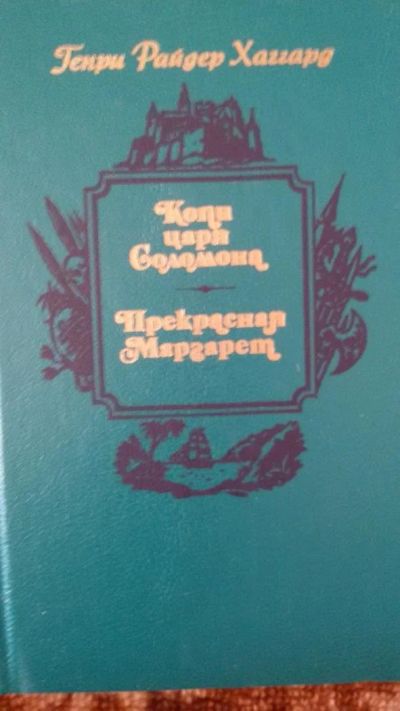 Генри Райдер Хаггард
Копи
царя
Соломона
Прекрасная
Маргарет